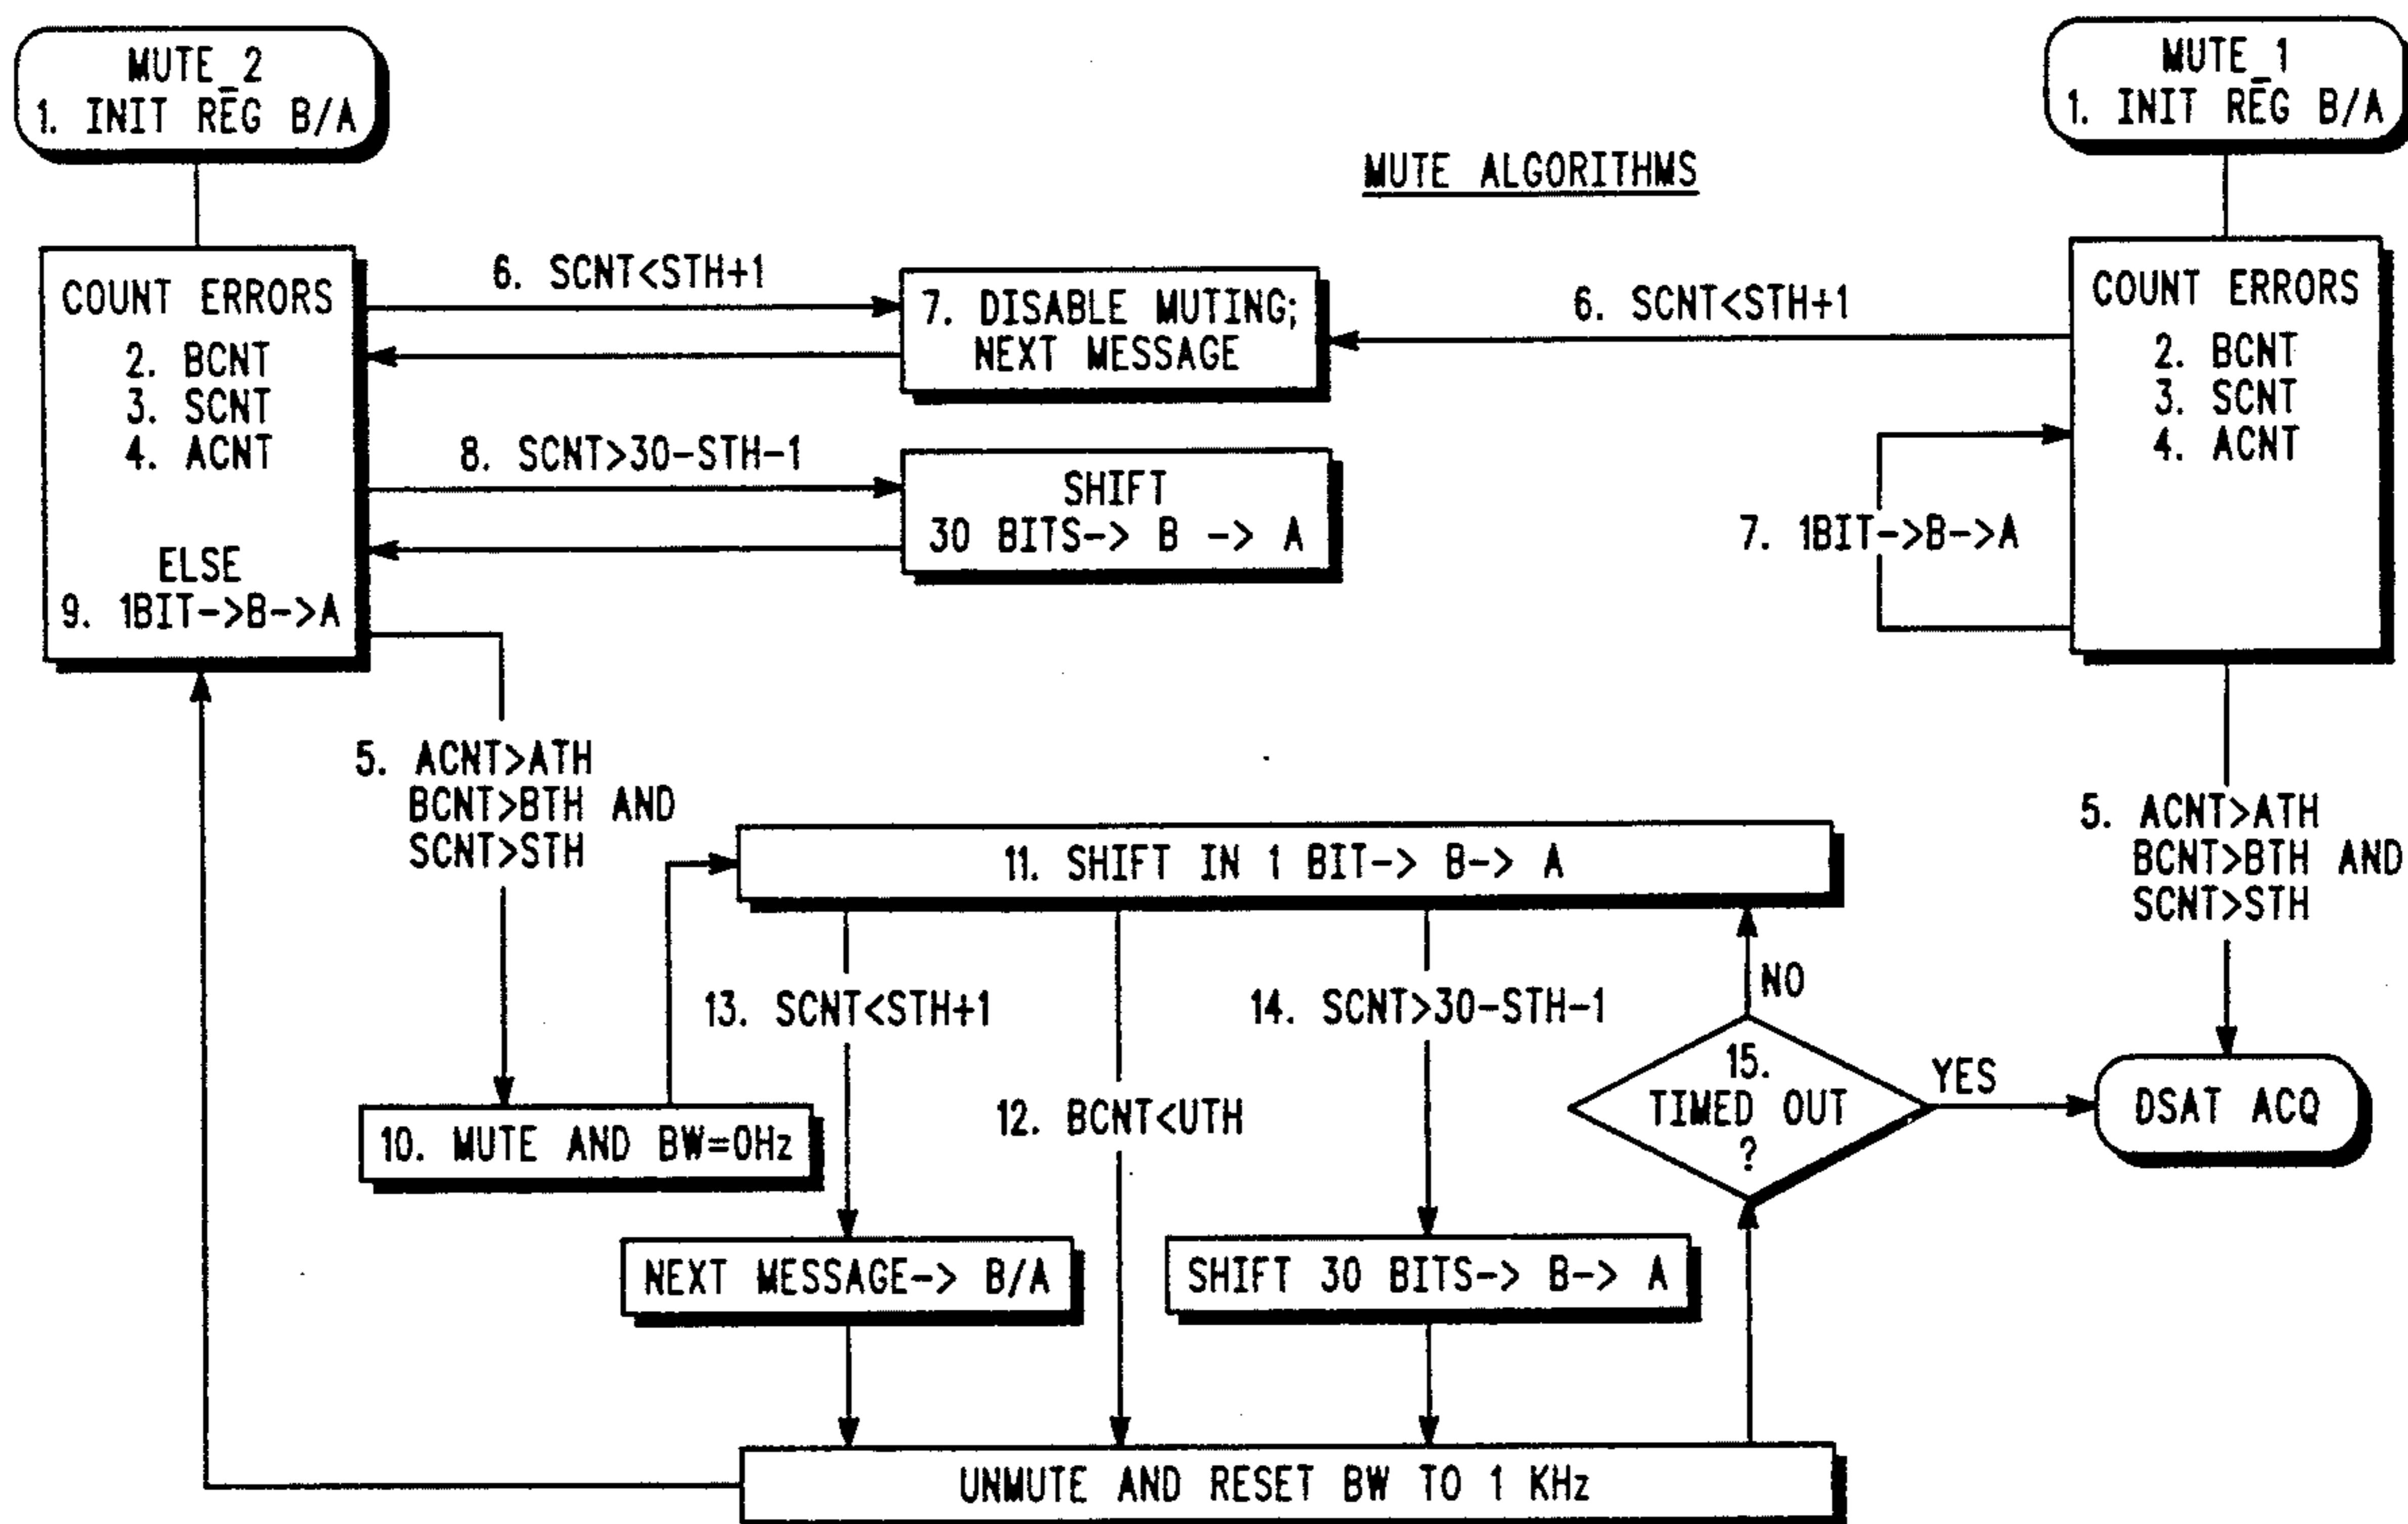 MUTE_2
1. INIT REG B/A
MUTE_1
1. INIT REG B/A
MUTE ALGORITHMS
COUNT ERRORS
2. BCNT
3. SCNT
4. ACNT
ELSE
9. 1BIT->B->A
6. SCNT<STH+1
7. DISABLE MUTING;
NEXT MESSAGE
6. SCNT<STH+1
COUNT ERRORS
2. BCNT
3. SCNT
4. ACNT
8. SCNT>30-STH-1
SHIFT
30 BITS-> B -> A
7. 1BIT->B->A
5. ACNT>ATH
BCNT>BTH AND
SCNT>STH
5. ACNT>ATH
BCNT>BTH AND
SCNT>STH
11. SHIFT IN 1 BIT-> B-> A
13. SCNT<STH+1
14. SCNT>30-STH-1
NO
10. MUTE AND BW=0Hz
12. BCNT<UTH
15.
TIMED OUT
?
YES
DSAT ACQ
NEXT MESSAGE-> B/A
SHIFT 30 BITS-> B-> A
UNMUTE AND RESET BW TO 1 KHz